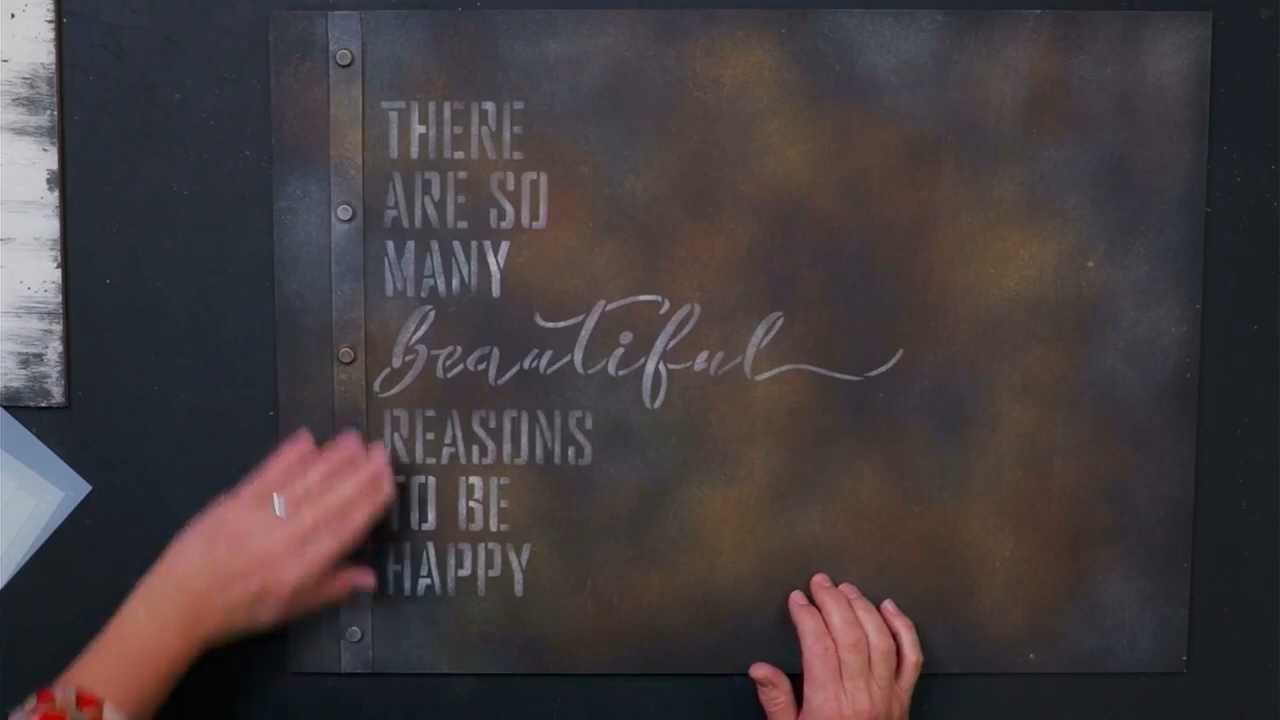 THERE
ARE SO
MANY
Beautiful
REASONS
TO BE
HAPPY